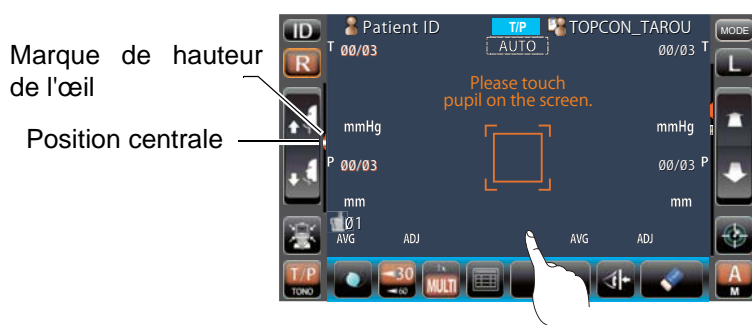 Marque de hauteur
de l'œil
Position centrale
ID
Patient ID
T/P
TOPCON_TAROU
MODE
R
T 00/03
AUTO
00/03 T
L
Please touch
pupil on the screen.
mmHg
mmHg
P 00/03
00/03 P
mm
mm
01
AVG ADJ
AVG ADJ
T/P
TONO
30
60
MULTI
A
M